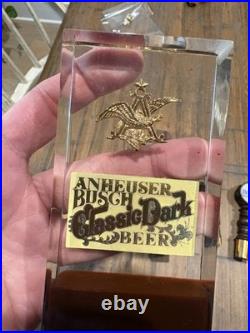 ANHEUSER
BUSCH
Classic Dark
BEER